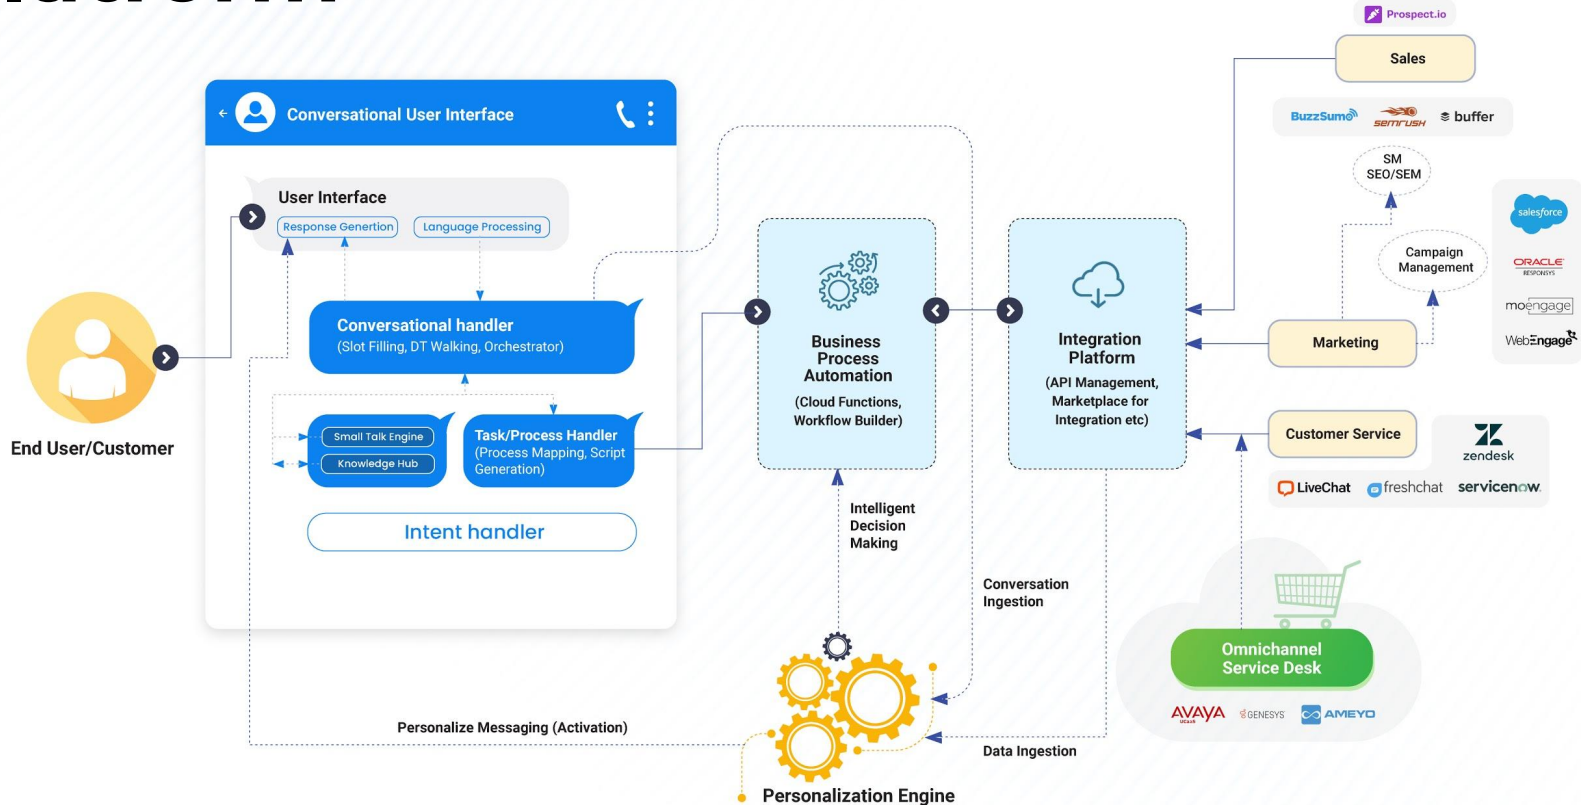 Prospect.io
Sales
BuzzSumo
SEMRUSH
buffer
SM
SEO/SEM
salesforce
Campaign
Management
ORACLE
RESPONSYS
moengage
WebEngage
Marketing
Conversational User Interface
User Interface
Response Genertion
Language Processing
Conversational handler
(Slot Filling, DT Walking, Orchestrator)
Small Talk Engine
Knowledge Hub
Task/Process Handler
(Process Mapping, Script
Generation)
Intent handler
End User/Customer
Business
Process
Automation
(Cloud Functions,
Workflow Builder)
Integration
Platform
(API Management,
Marketplace for
Integration etc)
Customer Service
zendesk
LiveChat
freshchat
servicenow.
Intelligent
Decision
Making
Conversation
Ingestion
Omnichannel
Service Desk
AVAYA
GENESYS
AMEYO
Personalize Messaging (Activation)
Data Ingestion
Personalization Engine